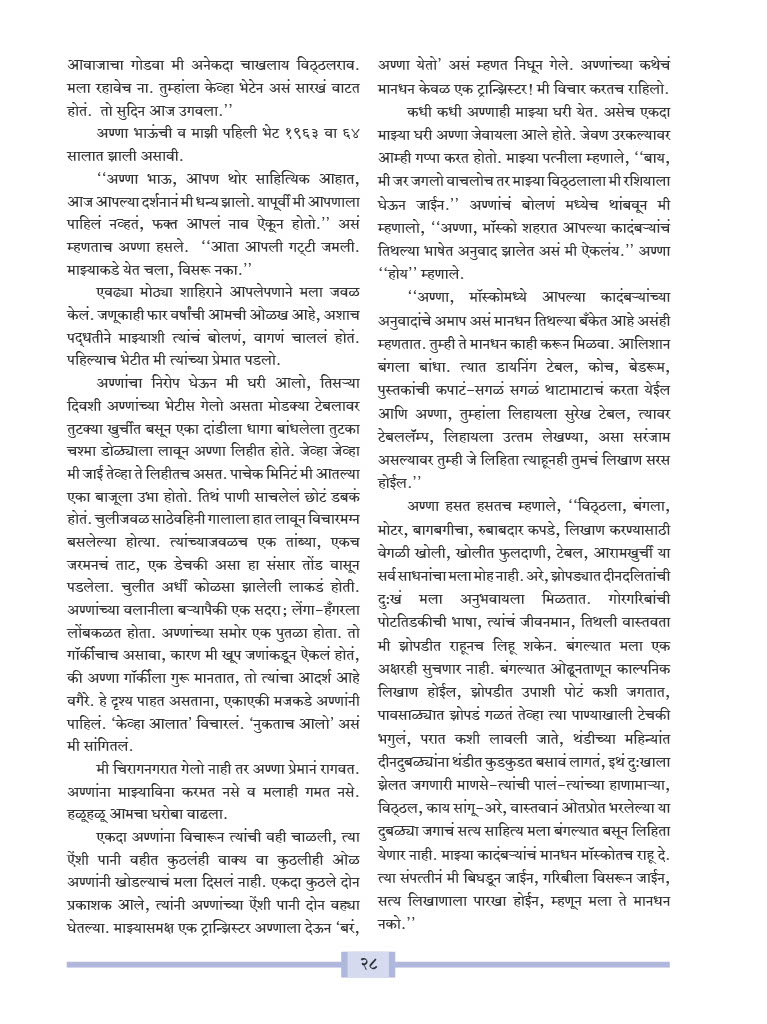 आवाजाचा गोडवा मी अनेकदा चाखलाय विठ्ठलराव.
मला रहावेच ना. तुम्हांला केव्हा भेटेन असं सारखं वाटत
होतं. तो सुदिन आज उगवला.''
अण्णा भाऊंची व माझी पहिली भेट १९६३ वा ६४
सालात झाली असावी.
''अण्णा भाऊ, आपण थोर साहित्यिक आहात,
आज आपल्या दर्शनानं मी धन्य झालो. यापूर्वी मी आपणाला
पाहिलं नव्हतं, फक्त आपलं नाव ऐकून होतो.'' असं
म्हणताच अण्णा हसले. ''आता आपली गट्टी जमली.
माझ्याकडे येत चला, विसरू नका.''
एवढ्या मोठ्या शाहिराने आपलेपणाने मला जवळ
केलं. जणूकाही फार वर्षांची आमची ओळख आहे, अशाच
पद्धतीने माझ्याशी त्यांचं बोलणं, वागणं चाललं होतं.
पहिल्याच भेटीत मी त्यांच्या प्रेमात पडलो.
अण्णांचा निरोप घेऊन मी घरी आलो, तिसऱ्या
दिवशी अण्णांच्या भेटीस गेलो असता मोडक्या टेबलावर
तुटक्या खुर्चीत बसून एका दांडीला धागा बांधलेला तुटका
चश्मा डोळ्याला लावून अण्णा लिहीत होते. जेव्हा जेव्हा
मी जाई तेव्हा ते लिहीतच असत. पाचेक मिनिटं मी आतल्या
एका बाजूला उभा होतो. तिथं पाणी साचलेलं छोटं डबकं
होतं. चुलीजवळ साठेवहिनी गालाला हात लावून विचारमग्न
बसलेल्या होत्या. त्यांच्याजवळच एक तांब्या, एकच
जरमनचं ताट, एक डेचकी असा हा संसार तोंड वासून
पडलेला. चुलीत अर्धी कोळसा झालेली लाकडं होती.
अण्णांच्या वलानीला बऱ्यापैकी एक सदरा; लेंगा-हँगरला
लोंबकळत होता. अण्णांच्या समोर एक पुतळा होता. तो
गॉर्कीचाच असावा, कारण मी खूप जणांकडून ऐकलं होतं,
की अण्णा गॉर्कीला गुरू मानतात, तो त्यांचा आदर्श आहे
वगैरे. हे दृश्य पाहत असताना, एकाएकी मजकडे अण्णांनी
पाहिलं. 'केव्हा आलात' विचारलं. 'नुकताच आलो' असं
मी सांगितलं.
मी चिरागनगरात गेलो नाही तर अण्णा प्रेमानं रागवत.
अण्णांना माझ्याविना करमत नसे व मलाही गमत नसे.
हळूहळू आमचा घरोबा वाढला.
एकदा अण्णांना विचारून त्यांची वही चाळली, त्या
ऐंशी पानी वहीत कुठलंही वाक्य वा कुठलीही ओळ
अण्णांनी खोडल्याचं मला दिसलं नाही. एकदा कुठले दोन
प्रकाशक आले, त्यांनी अण्णांच्या ऐंशी पानी दोन वह्या
घेतल्या. माझ्यासमक्ष एक ट्रान्झिस्टर अण्णाला देऊन 'बरं,
अण्णा येतो' असं म्हणत निघून गेले. अण्णांच्या कथेचं
मानधन केवळ एक ट्रान्झिस्टर! मी विचार करतच राहिलो.
कधी कधी अण्णाही माझ्या घरी येत. असेच एकदा
माझ्या घरी अण्णा जेवायला आले होते. जेवण उरकल्यावर
आम्ही गप्पा करत होतो. माझ्या पत्नीला म्हणाले, ''बाय,
मी जर जगलो वाचलोच तर माझ्या विठ्ठलाला मी रशियाला
घेऊन जाईन.'' अण्णांचं बोलणं मध्येच थांबवून मी
म्हणालो, ''अण्णा, मॉस्को शहरात आपल्या कादंबऱ्यांचं
तिथल्या भाषेत अनुवाद झालेत असं मी ऐकलंय.'' अण्णा
''होय'' म्हणाले.
''अण्णा, मॉस्कोमध्ये आपल्या कादंबऱ्यांच्या
अनुवादांचे अमाप असं मानधन तिथल्या बँकेत आहे असंही
म्हणतात. तुम्ही ते मानधन काही करून मिळवा. आलिशान
बंगला बांधा. त्यात डायनिंग टेबल, कोच, बेडरूम,
पुस्तकांची कपाटं-सगळं सगळं थाटामाटाचं करता येईल
आणि अण्णा, तुम्हांला लिहायला सुरेख टेबल, त्यावर
टेबललॅम्प, लिहायला उत्तम लेखण्या, असा सरंजाम
असल्यावर तुम्ही जे लिहिता त्याहूनही तुमचं लिखाण सरस
होईल.''
अण्णा हसत हसतच म्हणाले, ''विठ्ठला, बंगला,
मोटर, बागबगीचा, रुबाबदार कपडे, लिखाण करण्यासाठी
वेगळी खोली, खोलीत फुलदाणी, टेबल, आरामखुर्ची या
सर्व साधनांचा मला मोह नाही. अरे, झोपड्यात दीनदलितांची
दु:खं मला अनुभवायला मिळतात. गोरगरिबांची
पोटतिडकीची भाषा, त्यांचं जीवनमान, तिथली वास्तवता
मी झोपडीत राहूनच लिहू शकेन. बंगल्यात मला एक
अक्षरही सुचणार नाही. बंगल्यात ओढूनताणून काल्पनिक
लिखाण होईल, झोपडीत उपाशी पोटं कशी जगतात,
पावसाळ्यात झोपडं गळतं तेव्हा त्या पाण्याखाली टेचकी
भगुलं, परात कशी लावली जाते, थंडीच्या महिन्यांत
दीनदुबळ्यांना थंडीत कुडकुडत बसावं लागतं, इथं दु:खाला
झेलत जगणारी माणसे-त्यांची पालं-त्यांच्या हाणामाऱ्या,
विठ्ठल, काय सांगू-अरे, वास्तवानं ओतप्रोत भरलेल्या या
दुबळ्या जगाचं सत्य साहित्य मला बंगल्यात बसून लिहिता
येणार नाही. माझ्या कादंबऱ्यांचं मानधन मॉस्कोतच राहू दे.
त्या संपत्तीनं मी बिघडून जाईन, गरिबीला विसरून जाईन,
सत्य लिखाणाला पारखा होईन, म्हणून मला ते मानधन
नको.''
२८